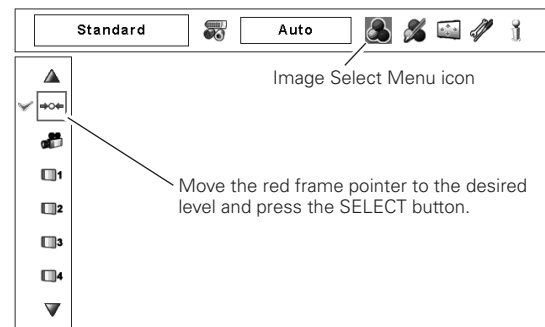 Standard
Auto
Image Select Menu icon
Move the red frame pointer to the desired
level and press the SELECT button.
1
2
3
4